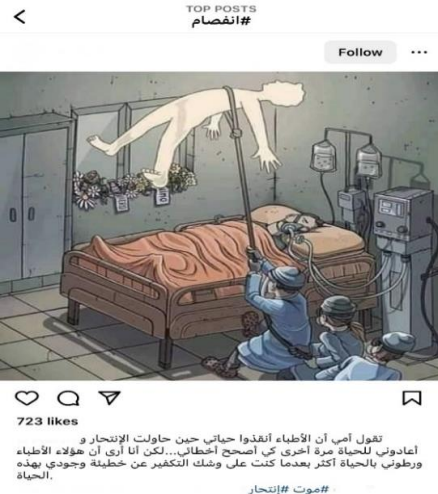 TOP POSTS
#انفصام
Follow
723 likes
تقول أمي أن الأطباء أنقذوا حياتي حين حاولت الإنتحار و
أعادوني للحياة مرة أخرى كي أصحح أخطائي...لكن أنا أرى أن هؤلاء الأطباء
ورطوني بالحياة أكثر بعدما كنت على وشك التكفير عن خطيئة وجودي بهذه
الحياة.
#موت #إنتحار